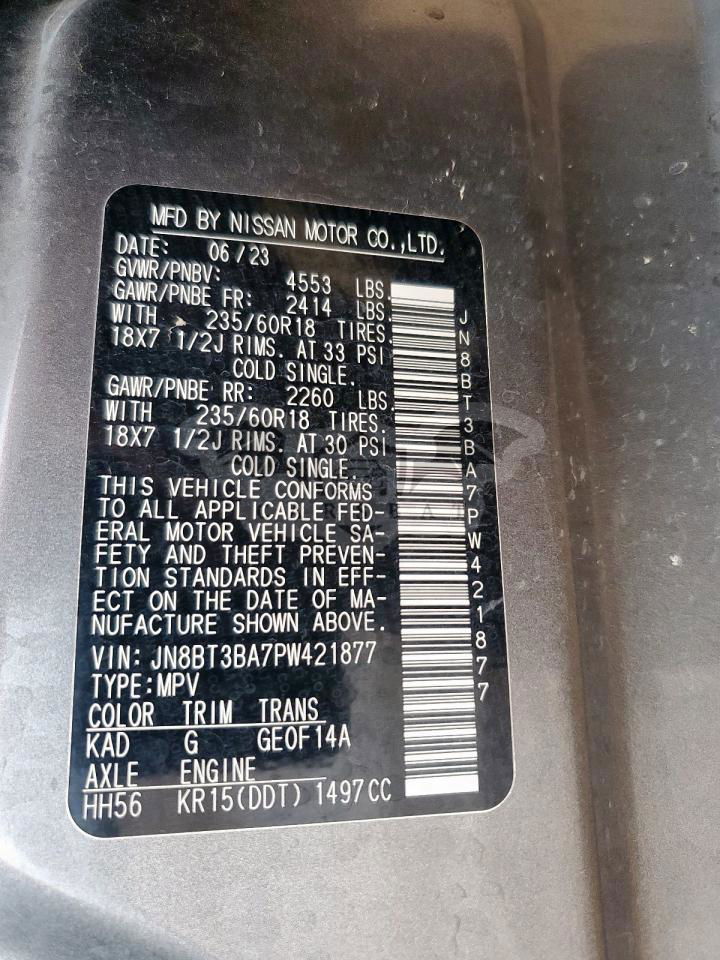 MFD BY NISSAN MOTOR CO.,LTD.
DATE: 06/23
GVWR/PNBV: 4553 LBS.
GAWR/PNBE FR: 2414 LBS.
WITH 235/60R18 TIRES.
18X7 1/2J RIMS. AT 33 PSI
COLD SINGLE.
GAWR/PNBE RR: 2260 LBS.
WITH 235/60R18 TIRES.
18X7 1/2J RIMS. AT 30 PSI
COLD SINGLE.
THIS VEHICLE CONFORMS
TO ALL APPLICABLE FED-
ERAL MOTOR VEHICLE SA-
FETY AND THEFT PREVEN-
TION STANDARDS IN EFF-
ECT ON THE DATE OF MA-
NUFACTURE SHOWN ABOVE.
VIN: JN8BT3BA7PW421877
TYPE:MPV
COLOR TRIM TRANS
KAD G GE0F14A
AXLE ENGINE
HH56 KR15(DDT) 1497CC
JN8BT3BA7PW421877